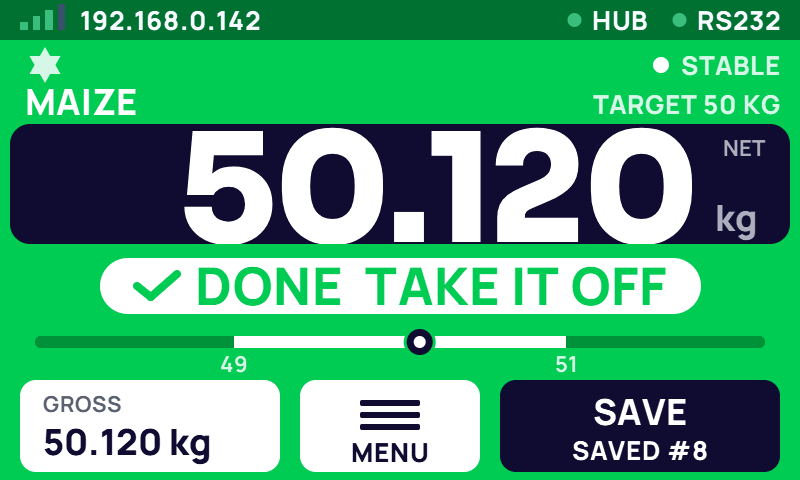 192.168.0.142 HUB RS232
STABLE
MAIZE
TARGET 50 KG
50.120 NET kg
DONE TAKE IT OFF
49 51
GROSS
50.120 kg
MENU
SAVE
SAVED #8